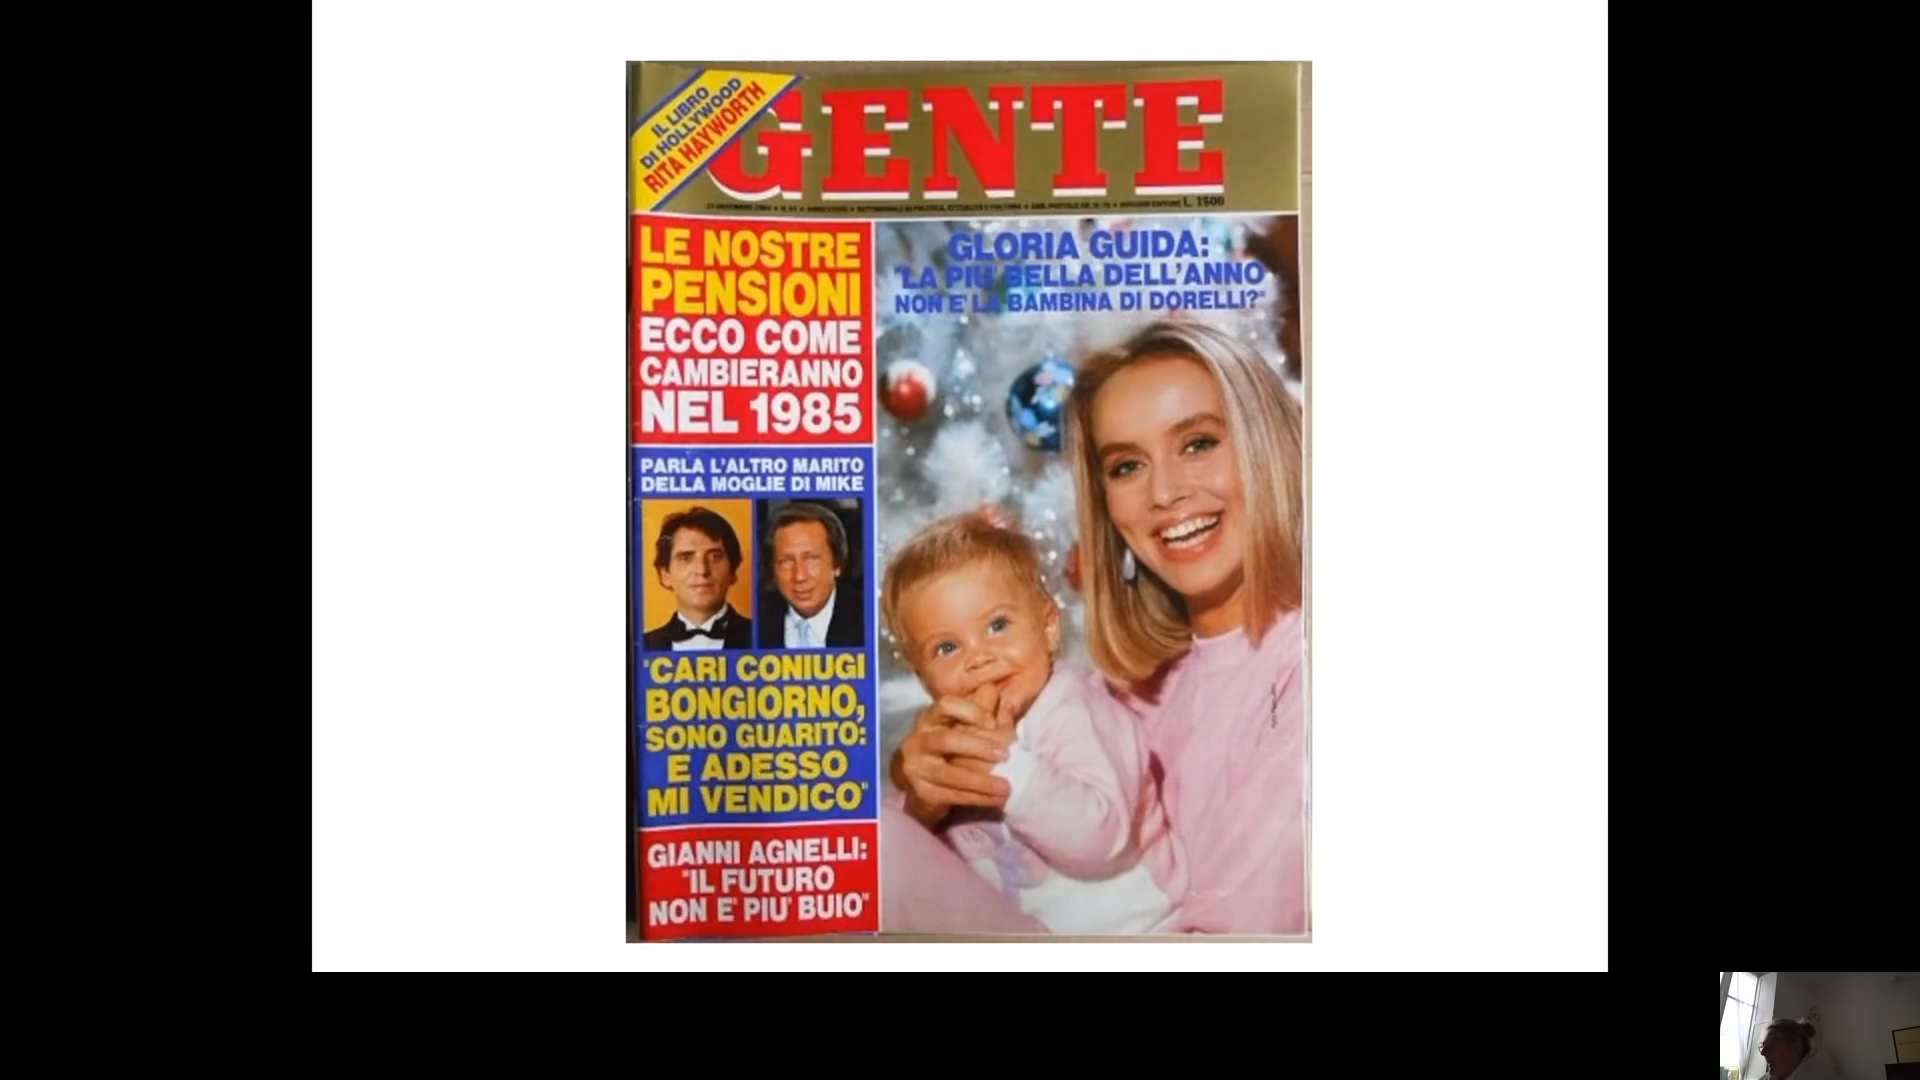 IL LIBRO
DI HOLLYWOOD
RITA HAYWORTH
GENTE
L. 1500
LE NOSTRE
PENSIONI
ECCO COME
CAMBIERANNO
NEL 1985
GLORIA GUIDA:
"LA PIU' BELLA DELL'ANNO
NON E' LA BAMBINA DI DORELLI?"
PARLA L'ALTRO MARITO
DELLA MOGLIE DI MIKE
"CARI CONIUGI
BONGIORNO,
SONO GUARITO:
E ADESSO
MI VENDICO"
GIANNI AGNELLI:
"IL FUTURO
NON E' PIU' BUIO"